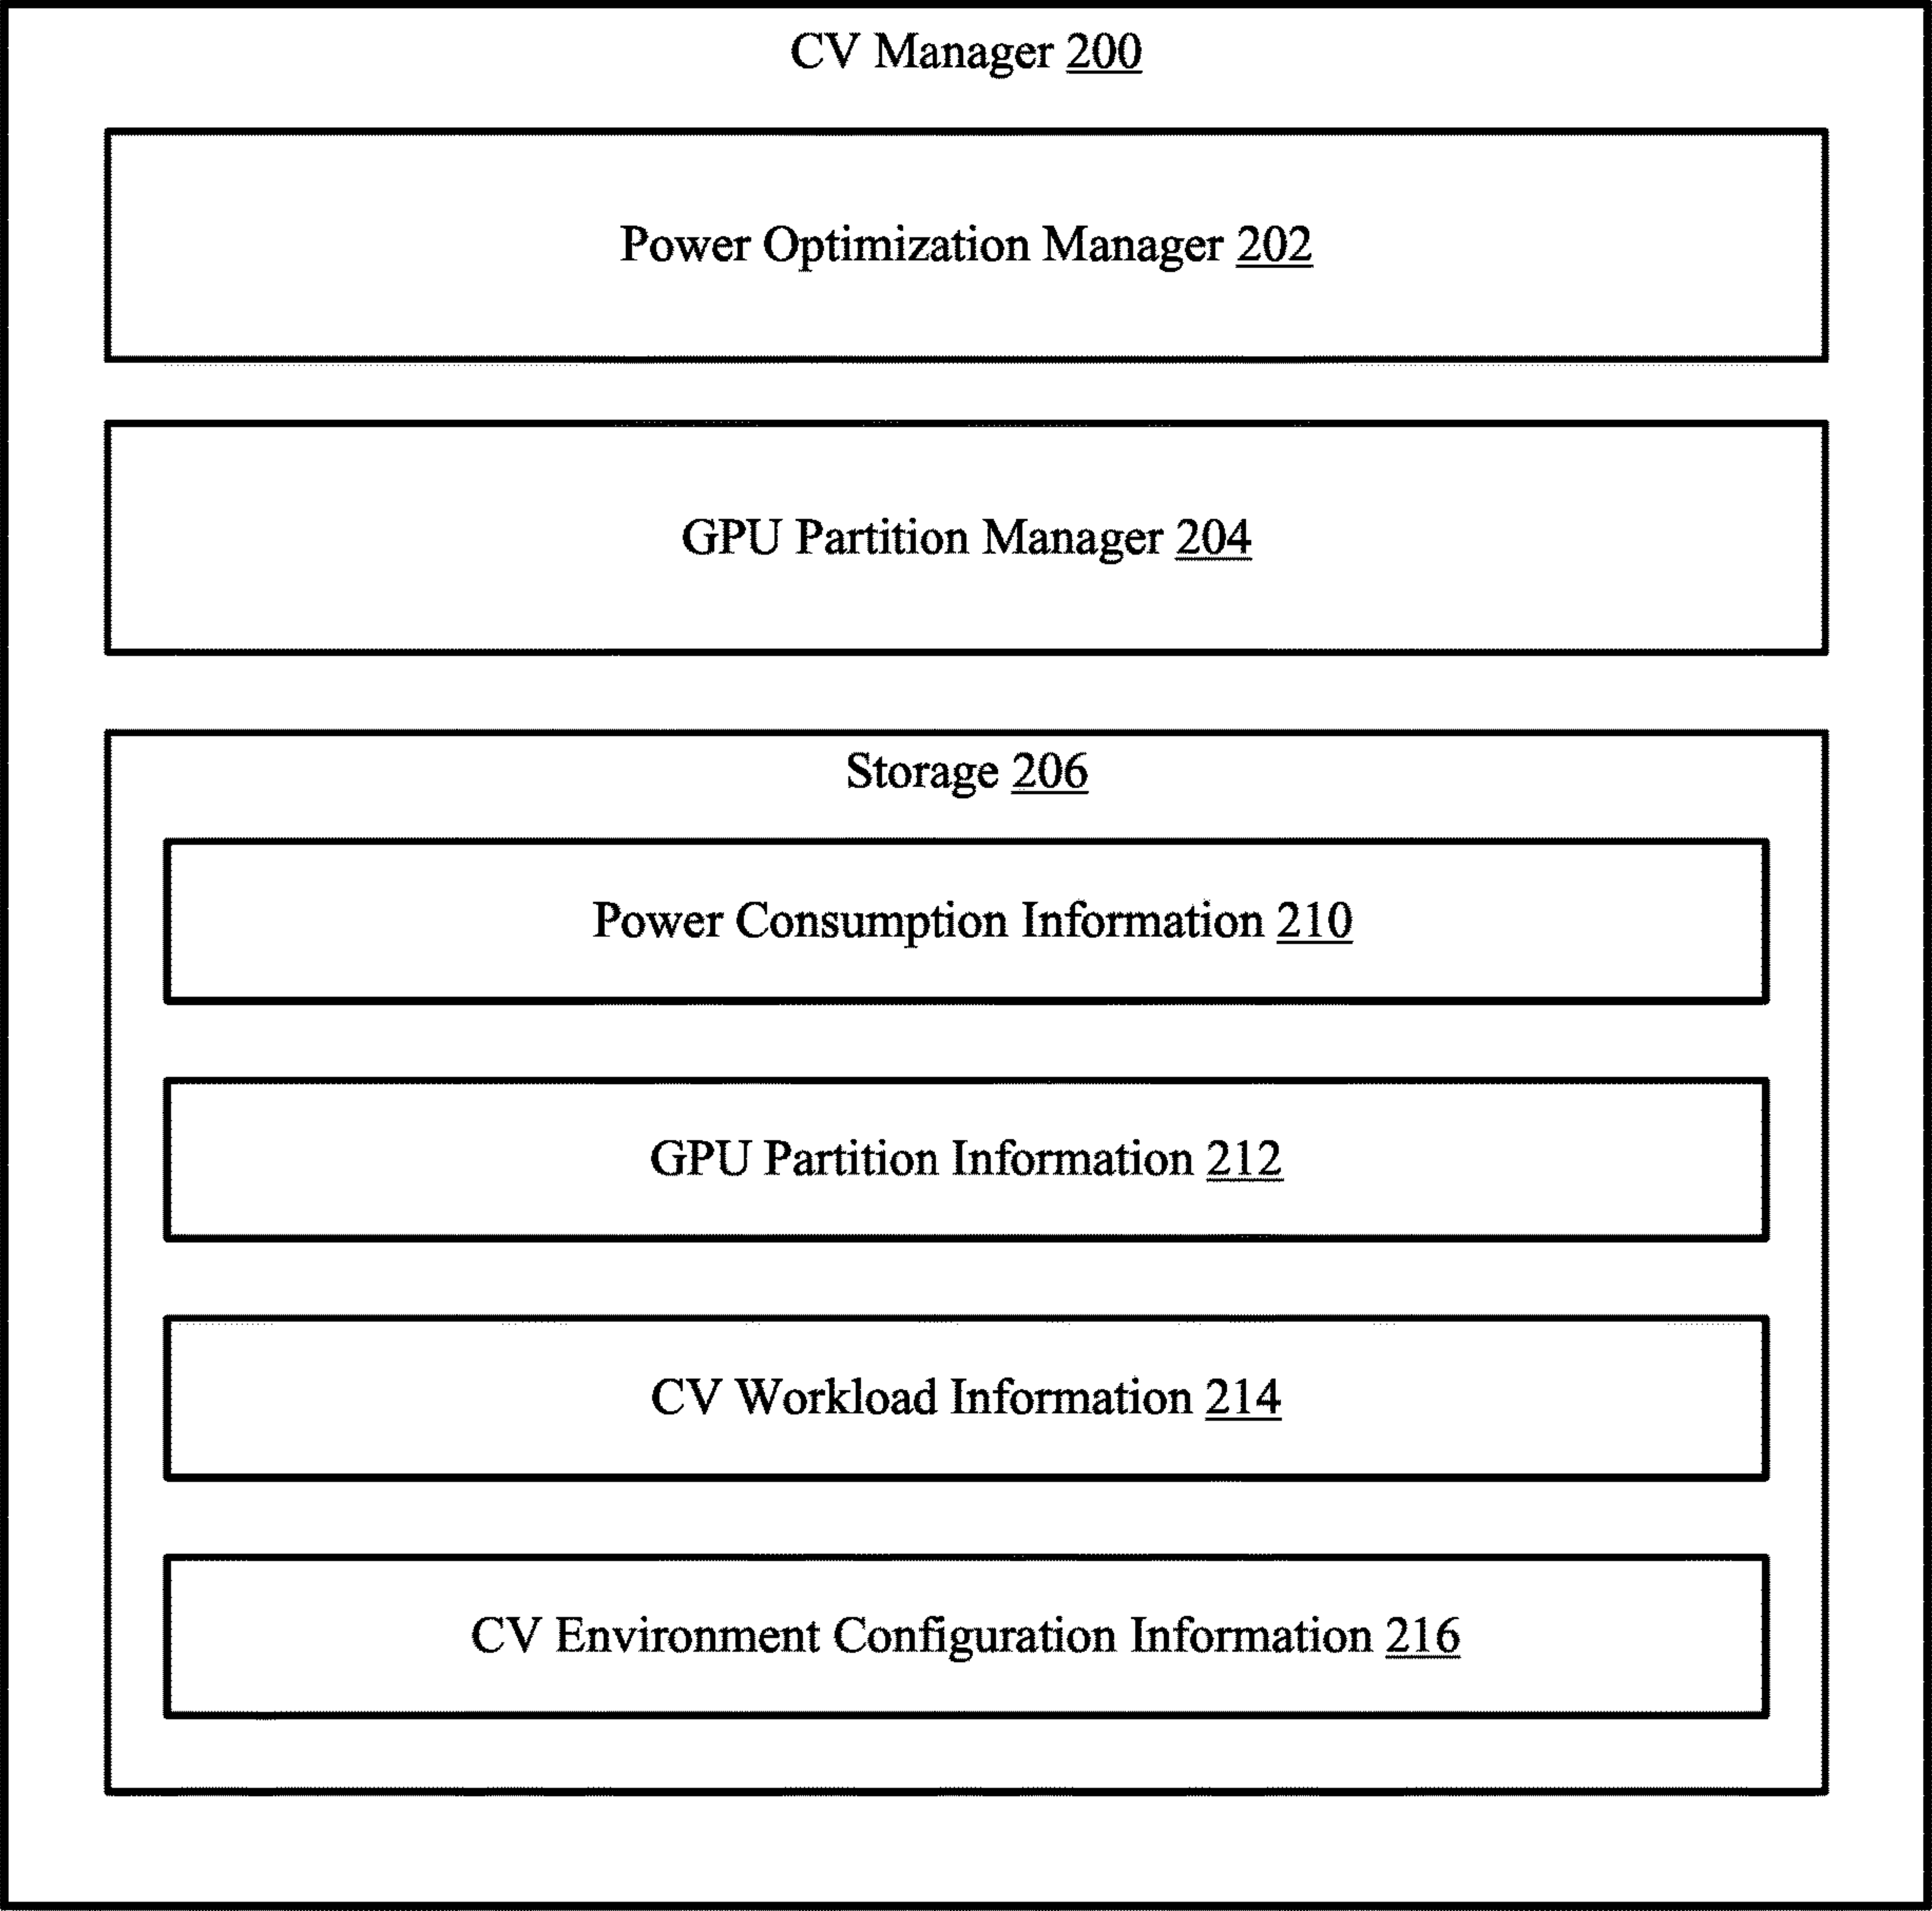 CV Manager 200
Power Optimization Manager 202
GPU Partition Manager 204
Storage 206
Power Consumption Information 210
GPU Partition Information 212
CV Workload Information 214
CV Environment Configuration Information 216